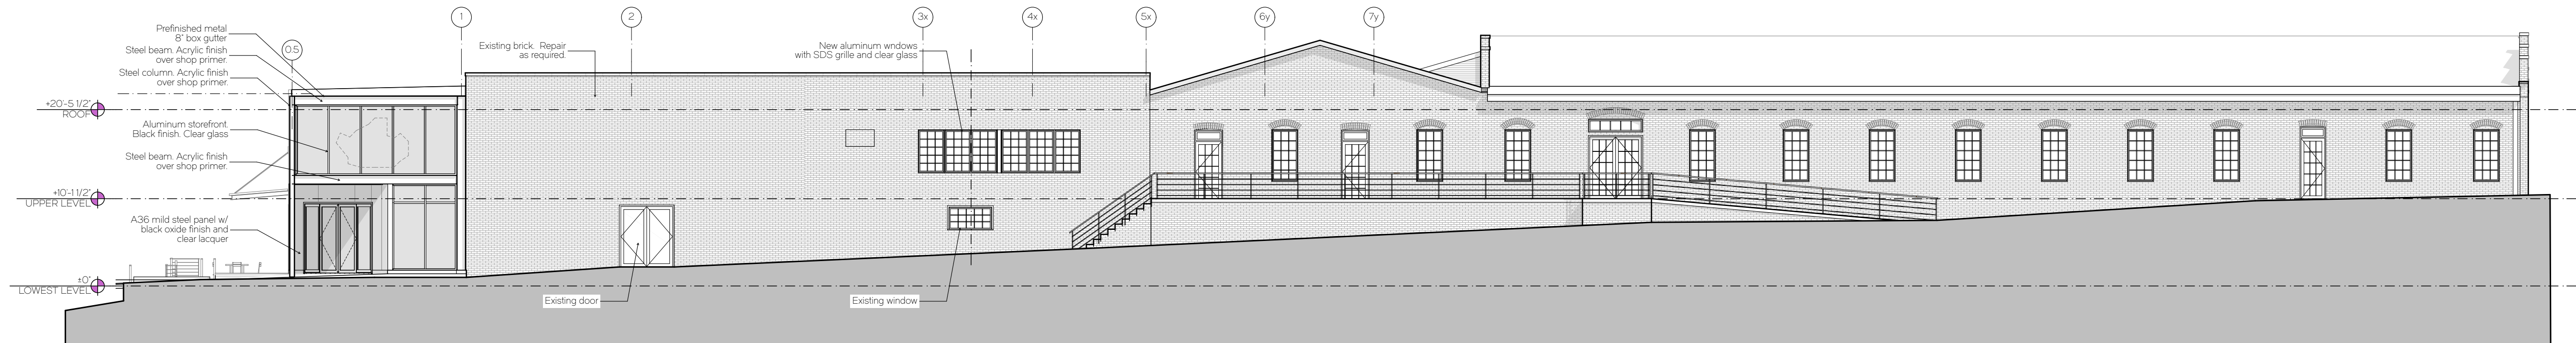 0.5
1
2
3x
4x
5x
6y
7y
Prefinished metal
8" box gutter
Steel beam. Acrylic finish
over shop primer.
Steel column. Acrylic finish
over shop primer.
+20'-5 1/2"
ROOF
Aluminum storefront.
Black finish. Clear glass
Steel beam. Acrylic finish
over shop primer.
+10'-1 1/2"
UPPER LEVEL
A36 mild steel panel w/
black oxide finish and
clear lacquer
±0"
LOWEST LEVEL
Existing brick. Repair
as required.
New aluminum wndows
with SDS grille and clear glass
Existing door
Existing window